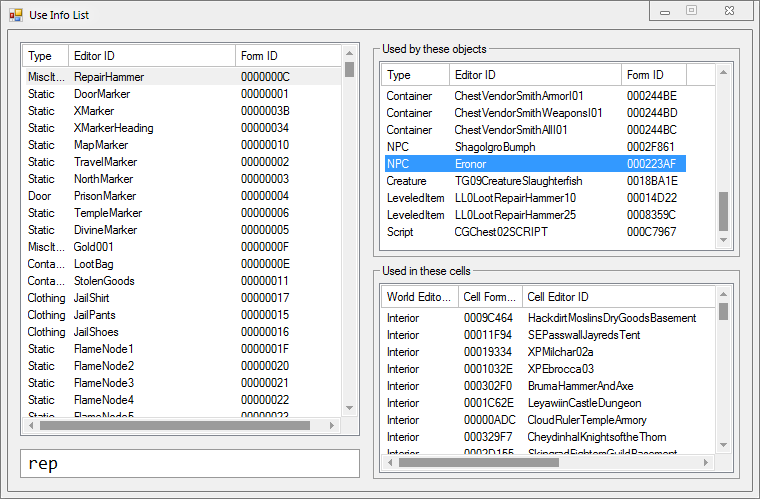 Use Info List
Type Editor ID Form ID
MiscIt... RepairHammer 0000000C
Static DoorMarker 00000001
Static XMarker 0000003B
Static XMarkerHeading 00000034
Static MapMarker 00000010
Static TravelMarker 00000002
Static NorthMarker 00000003
Door PrisonMarker 00000004
Static TempleMarker 00000006
Static DivineMarker 00000005
MiscIt... Gold001 0000000F
Conta... LootBag 0000000E
Conta... StolenGoods 00000011
Clothing JailShirt 00000017
Clothing JailPants 00000015
Clothing JailShoes 00000016
Static FlameNode1 0000001F
Static FlameNode2 00000020
Static FlameNode3 00000021
Static FlameNode4 00000022
Static FlameNode5 00000023
rep
Used by these objects
Type Editor ID Form ID
Container ChestVendorSmithArmorI01 000244BE
Container ChestVendorSmithWeaponsI01 000244BD
Container ChestVendorSmithAllI01 000244BC
NPC ShagolgroBumph 0002F861
NPC Eronor 000223AF
Creature TG09CreatureSlaughterfish 0018BA1E
LeveledItem LL0LootRepairHammer10 00014D22
LeveledItem LL0LootRepairHammer25 0008359C
Script CGChest02SCRIPT 000C7967
Used in these cells
World Edito... Cell Form... Cell Editor ID
Interior 0009C464 HackdirtMoslinsDryGoodsBasement
Interior 00011F94 SEPasswallJayredsTent
Interior 00019334 XPMilchar02a
Interior 0001032E XPEbrocca03
Interior 000302F0 BrumaHammerAndAxe
Interior 0001C62E LeyawiinCastleDungeon
Interior 00000ADC CloudRulerTempleArmory
Interior 000329F7 CheydinhalKnightsoftheThorn
Interior 0002D155 SkingradFightersGuildBasement